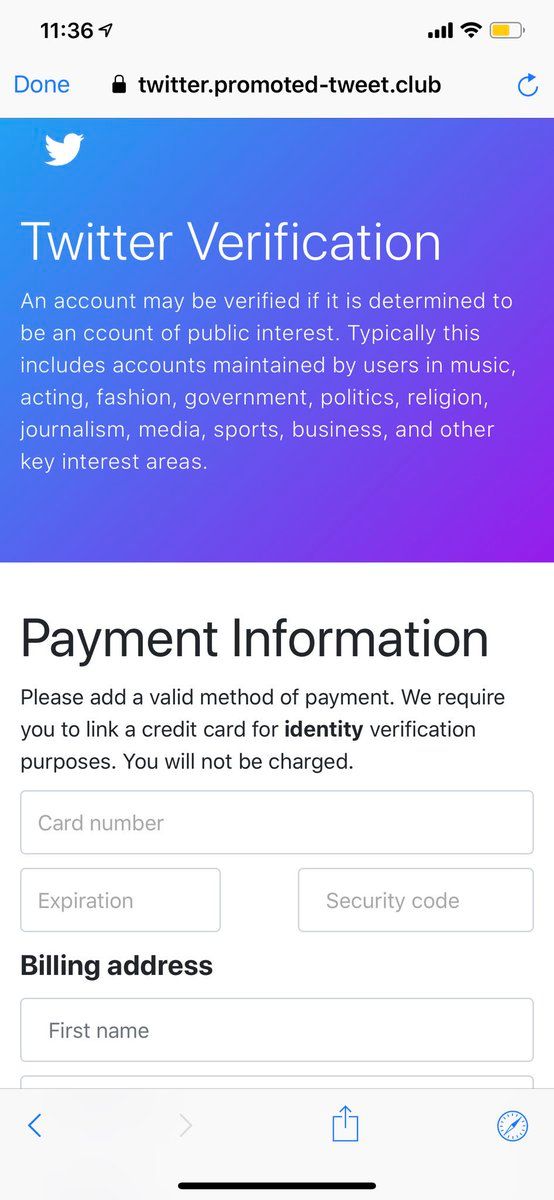 11:36
Done twitter.promoted-tweet.club
Twitter Verification
An account may be verified if it is determined to
be an ccount of public interest. Typically this
includes accounts maintained by users in music,
acting, fashion, government, politics, religion,
journalism, media, sports, business, and other
key interest areas.
Payment Information
Please add a valid method of payment. We require
you to link a credit card for identity verification
purposes. You will not be charged.
Card number
Expiration Security code
Billing address
First name